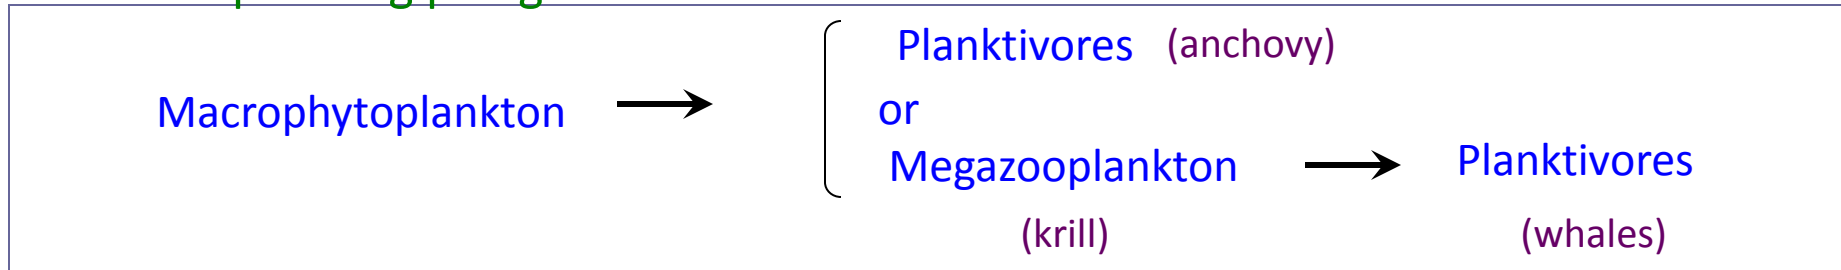 Planktivores (anchovy)
Macrophytoplankton
or
Megazooplankton
Planktivores
(krill)
(whales)